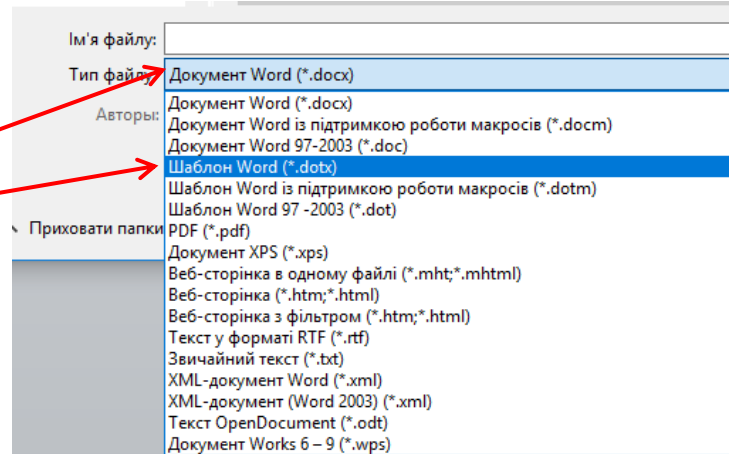 Ім'я файлу:
Тип файлу: Документ Word (*.docx)
Авторы:
Документ Word (*.docx)
Документ Word із підтримкою роботи макросів (*.docm)
Документ Word 97-2003 (*.doc)
Шаблон Word (*.dotx)
Шаблон Word із підтримкою роботи макросів (*.dotm)
Шаблон Word 97 -2003 (*.dot)
Приховати папки
PDF (*.pdf)
Документ XPS (*.xps)
Веб-сторінка в одному файлі (*.mht;*.mhtml)
Веб-сторінка (*.htm;*.html)
Веб-сторінка з фільтром (*.htm;*.html)
Текст у форматі RTF (*.rtf)
Звичайний текст (*.txt)
XML-документ Word (*.xml)
XML-документ (Word 2003) (*.xml)
Текст OpenDocument (*.odt)
Документ Works 6 – 9 (*.wps)